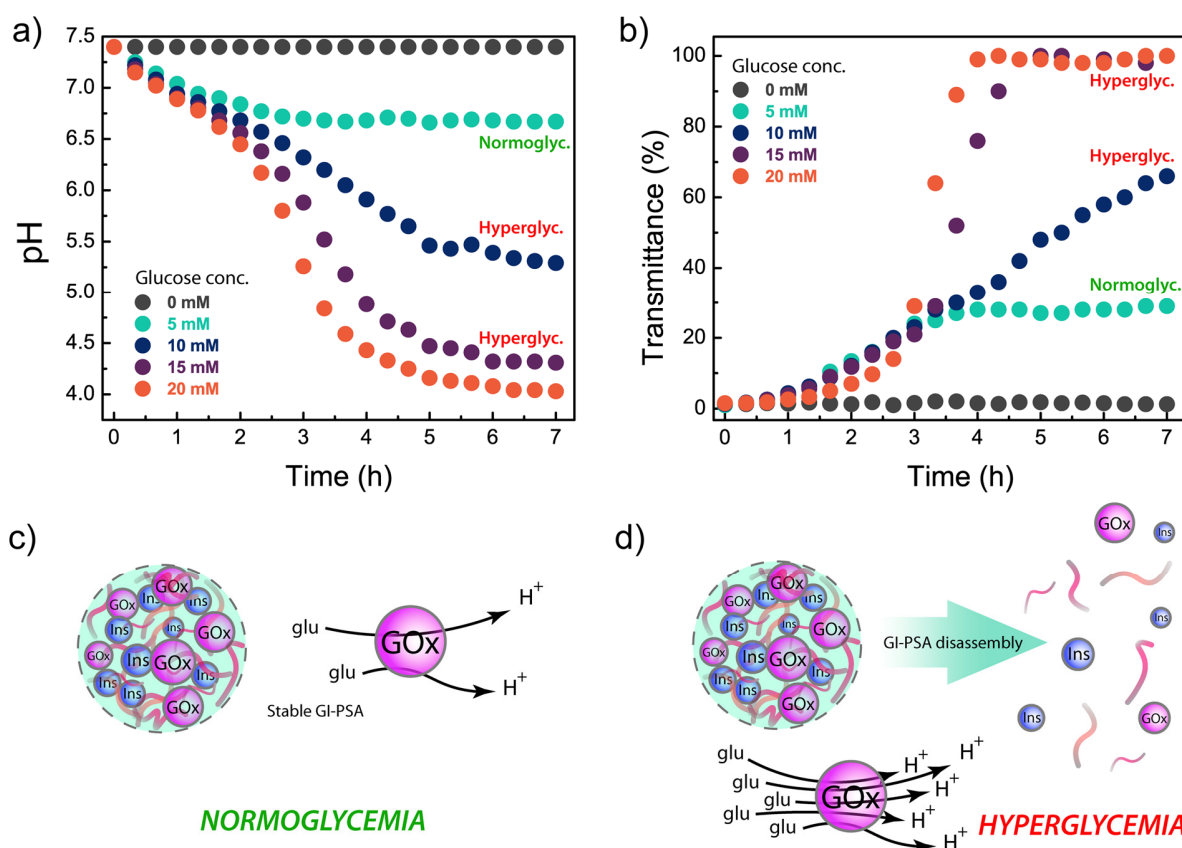 a)
7.5
7.0
6.5
6.0
5.5
5.0
4.5
4.0
pH
Normoglyc.
Hyperglyc.
Hyperglyc.
Glucose conc.
0 mM
5 mM
10 mM
15 mM
20 mM
0 1 2 3 4 5 6 7
Time (h)
b)
100
80
60
40
20
0
Transmittance (%)
Glucose conc.
0 mM
5 mM
10 mM
15 mM
20 mM
Hyperglyc.
Hyperglyc.
Normoglyc.
0 1 2 3 4 5 6 7
Time (h)
c)
GOx
GOx Ins Ins
Ins Ins GOx
GOx Ins GOx Ins
Ins Ins GOx
Stable GI-PSA
glu
glu
GOx
H+
H+
NORMOGLYCEMIA
d)
GOx
GOx Ins Ins
Ins Ins GOx
GOx Ins GOx Ins
Ins Ins GOx
GI-PSA disassembly
GOx
Ins
Ins
Ins
Ins
GOx
glu
glu
glu
glu
glu
GOx
H+
H+
H+
H+
H+
HYPERGLYCEMIA